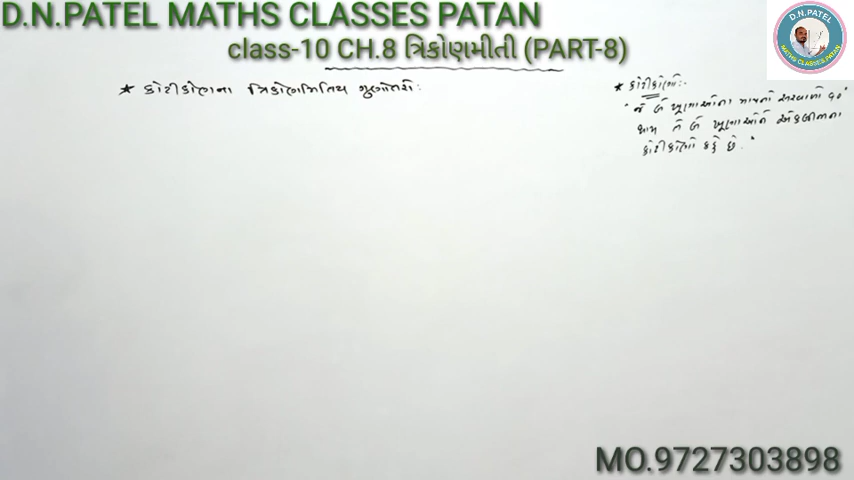 D.N.PATEL MATHS CLASSES PATAN
class-10 CH.8 ત્રિકોણમીતી (PART-8)
★ કોટીકોણના ત્રિકોણમિતિય ગુણોત્તરો :
★ કોટીકોણો :-
" જે બે ખૂણાઓના માપનો સરવાળો 90°
થાય તે બે ખૂણાઓને એકબીજાના
કોટીકોણો કહે છે. "
D.N.PATEL
MATHS CLASSES,PATAN
MO.9727303898